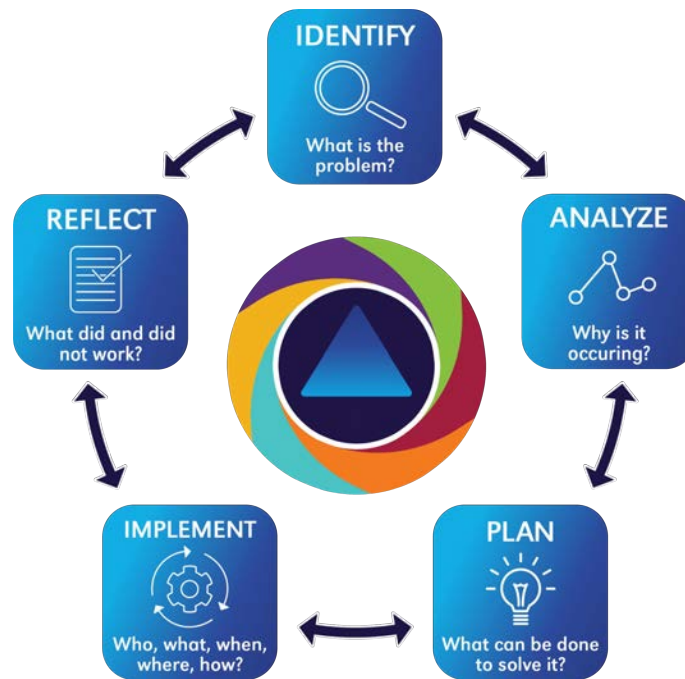 IDENTIFY
What is the
problem?
ANALYZE
Why is it
occuring?
PLAN
What can be done
to solve it?
IMPLEMENT
Who, what, when,
where, how?
REFLECT
What did and did
not work?